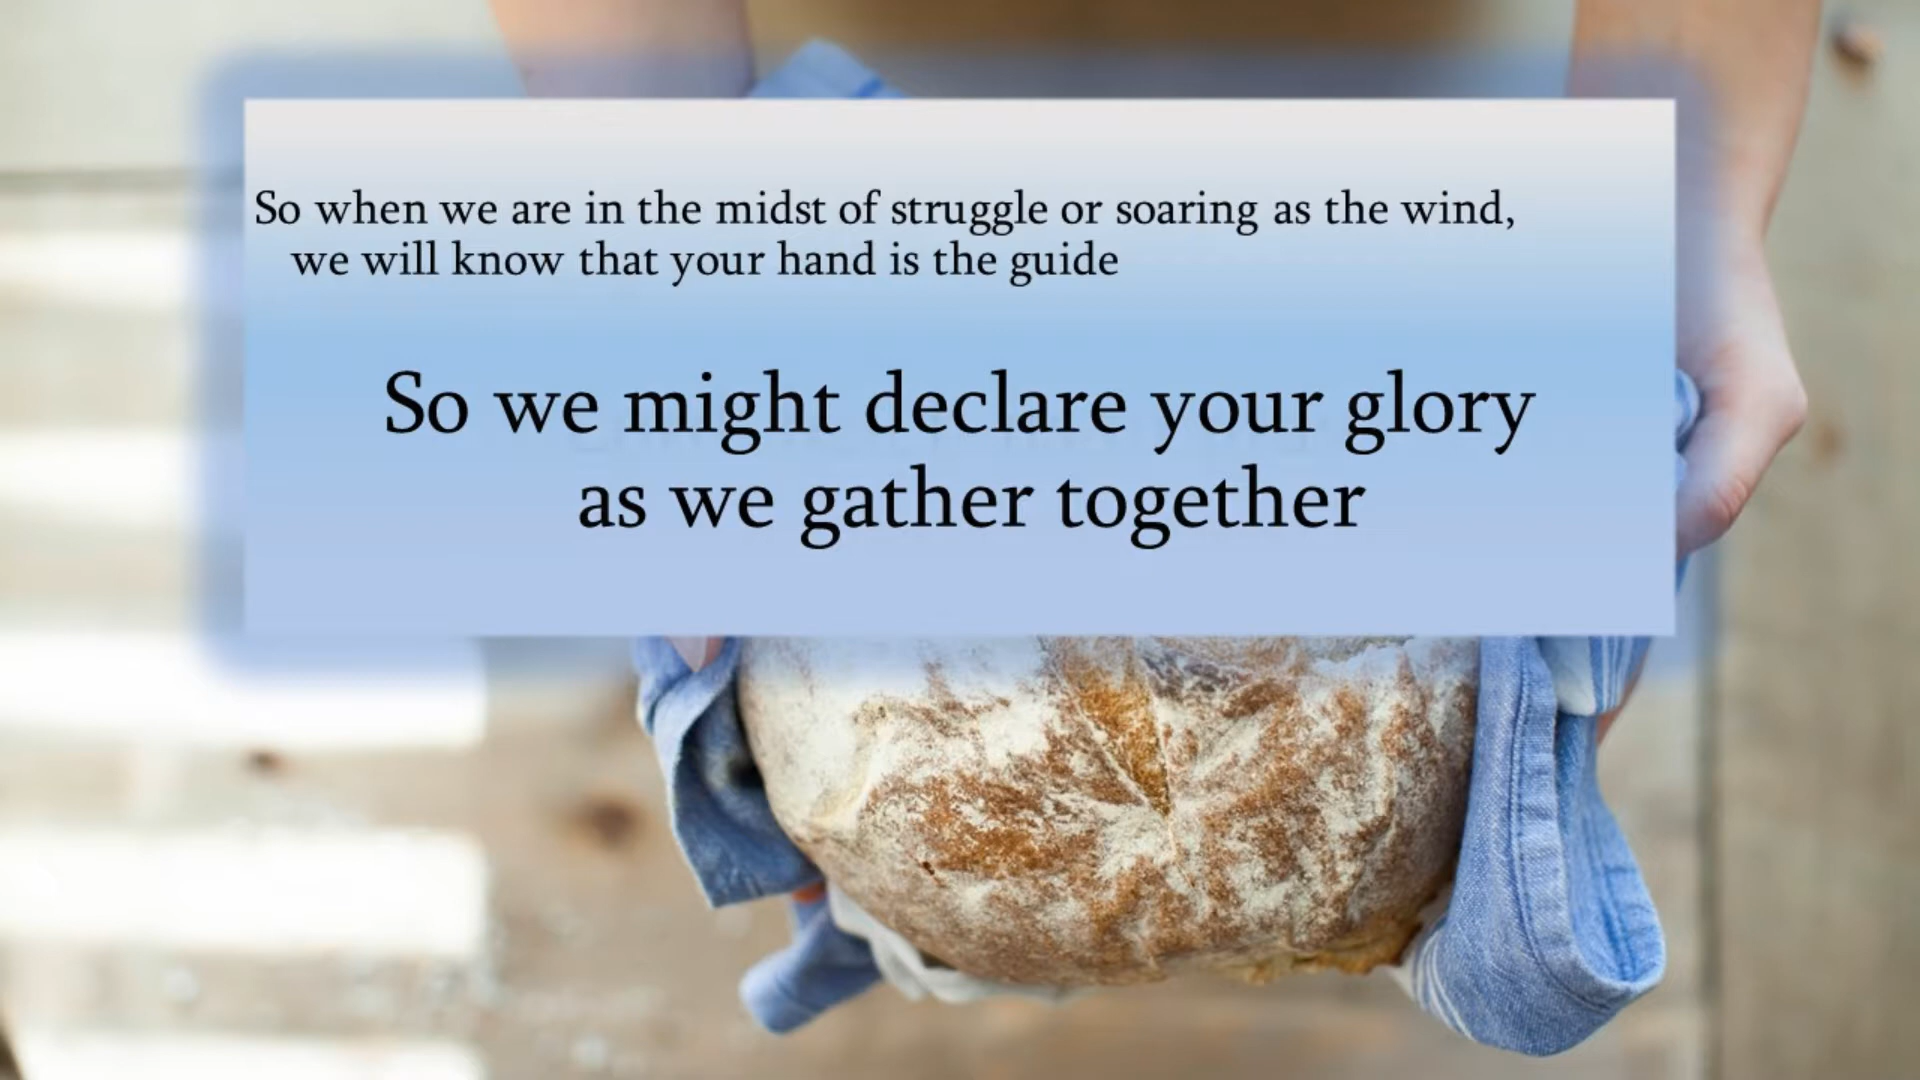 So when we are in the midst of struggle or soaring as the wind,
we will know that your hand is the guide
So we might declare your glory
as we gather together